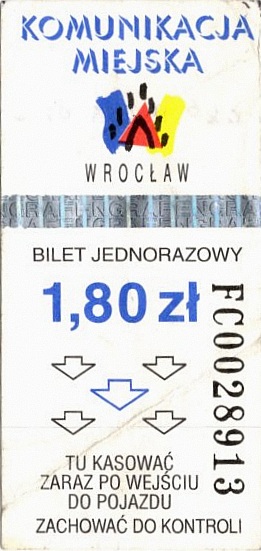 KOMUNIKACJA
MIEJSKA
WROCŁAW
BILET JEDNORAZOWY
1,80 zł
FC0028913
TU KASOWAĆ
ZARAZ PO WEJŚCIU
DO POJAZDU
ZACHOWAĆ DO KONTROLI